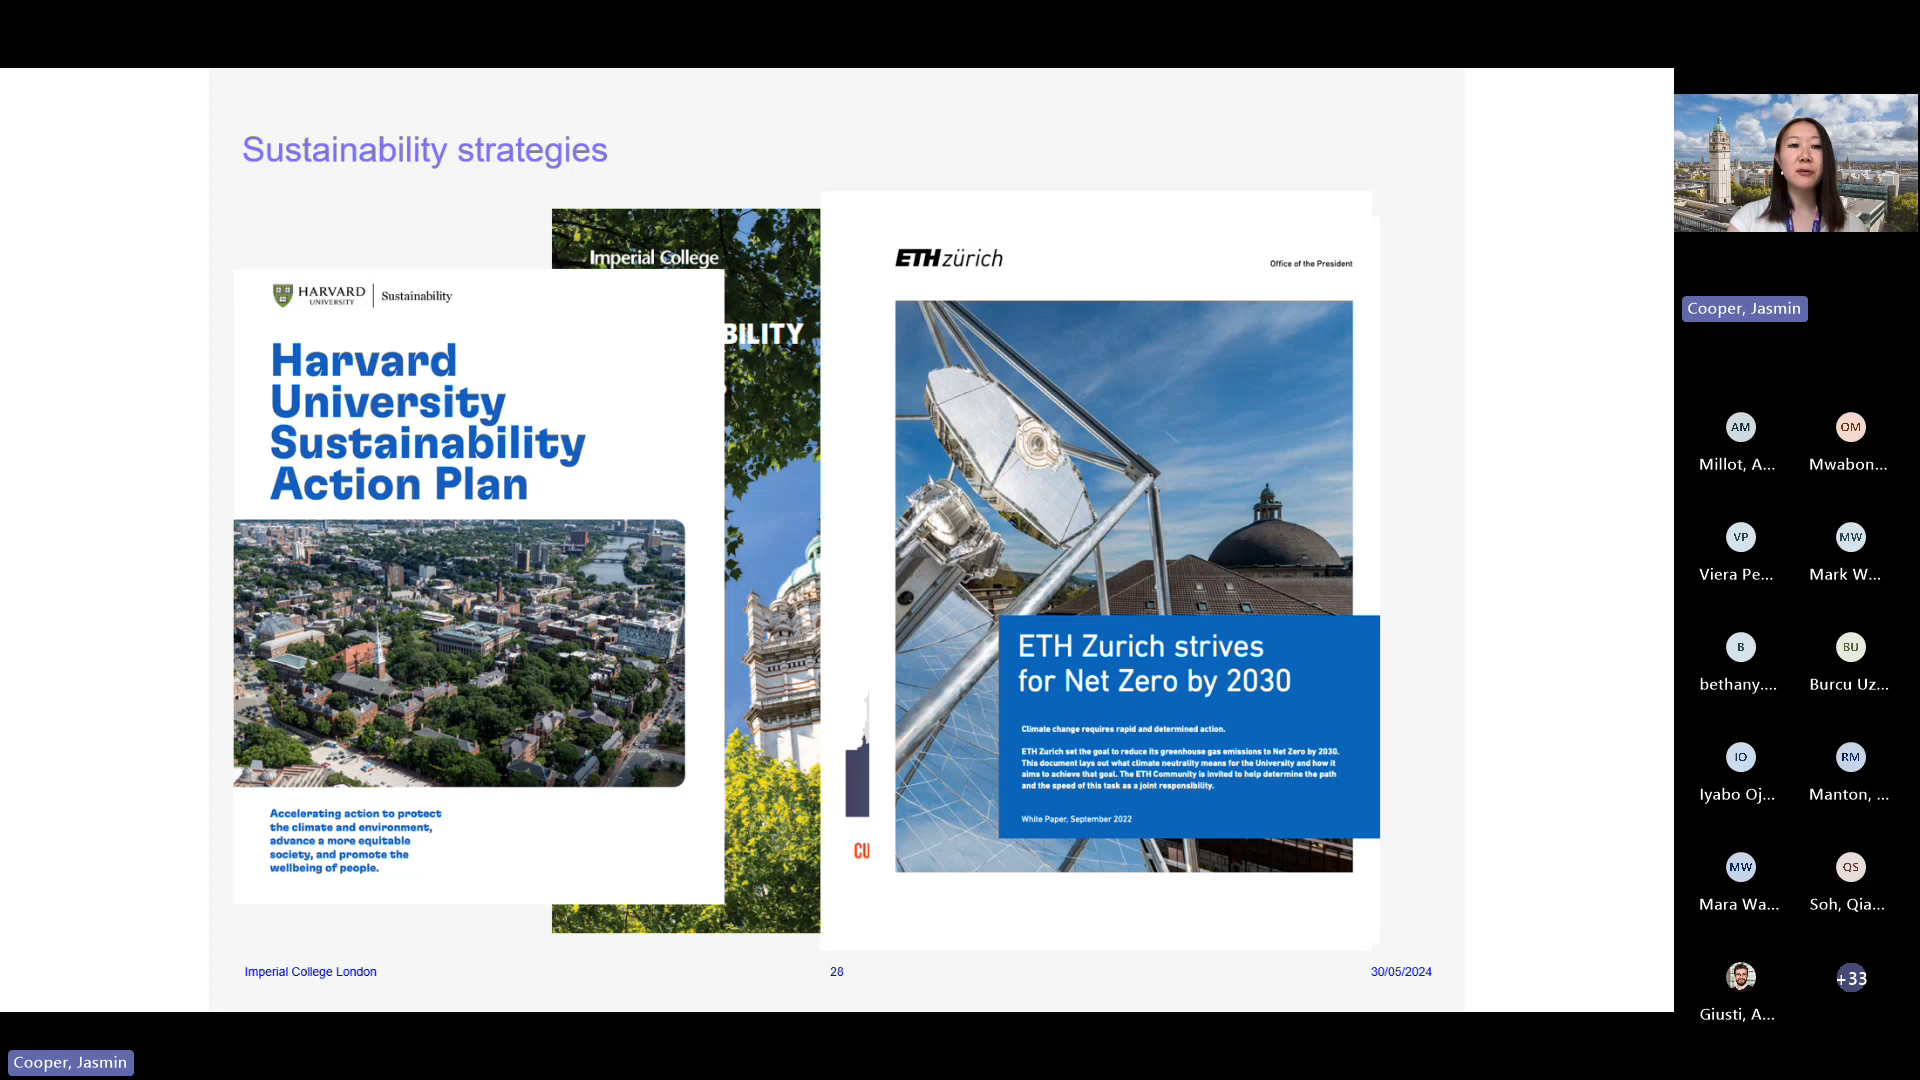 Sustainability strategies
Imperial College
BILITY
HARVARD
UNIVERSITY
Sustainability
Harvard
University
Sustainability
Action Plan
Accelerating action to protect
the climate and environment,
advance a more equitable
society, and promote the
wellbeing of people.
CU
ETH zürich
Office of the President
ETH Zurich strives
for Net Zero by 2030
Climate change requires rapid and determined action.
ETH Zurich set the goal to reduce its greenhouse gas emissions to Net Zero by 2030.
This document lays out what climate neutrality means for the University and how it
aims to achieve that goal. The ETH Community is invited to help determine the path
and the speed of this task as a joint responsibility.
White Paper, September 2022
Imperial College London
28
30/05/2024
Cooper, Jasmin
AM
OM
Millot, A...
Mwabon...
VP
MW
Viera Pe...
Mark W...
B
BU
bethany....
Burcu Uz...
IO
RM
Iyabo Oj...
Manton, ...
MW
QS
Mara Wa...
Soh, Qia...
+33
Giusti, A...
Cooper, Jasmin